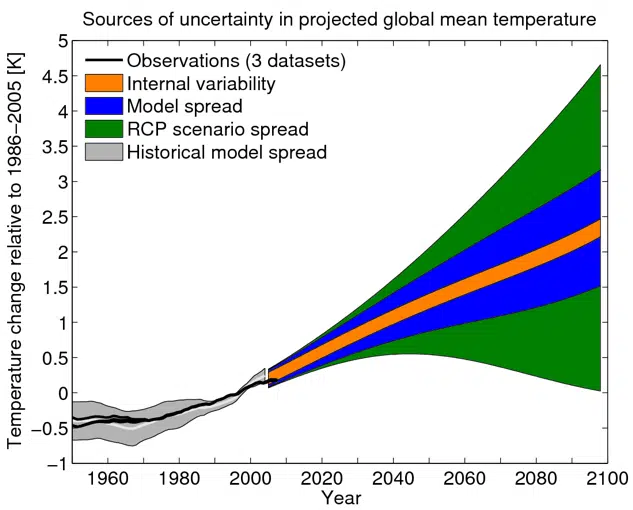 Sources of uncertainty in projected global mean temperature
Temperature change relative to 1986−2005 [K]
5
4.5
4
3.5
3
2.5
2
1.5
1
0.5
0
−0.5
−1
Observations (3 datasets)
Internal variability
Model spread
RCP scenario spread
Historical model spread
1960 1980 2000 2020 2040 2060 2080 2100
Year